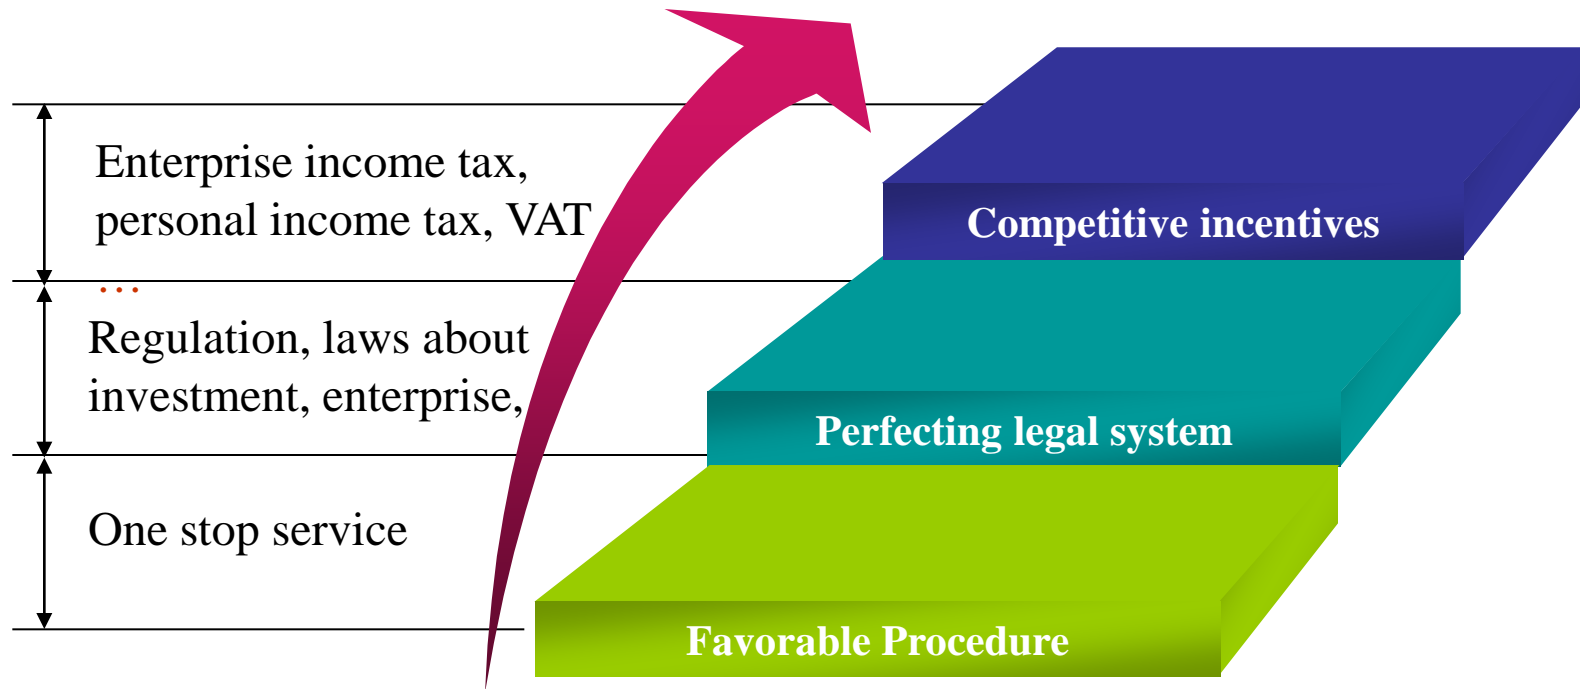 Enterprise income tax,
personal income tax, VAT
...
Competitive incentives
Regulation, laws about
investment, enterprise,
Perfecting legal system
One stop service
Favorable Procedure